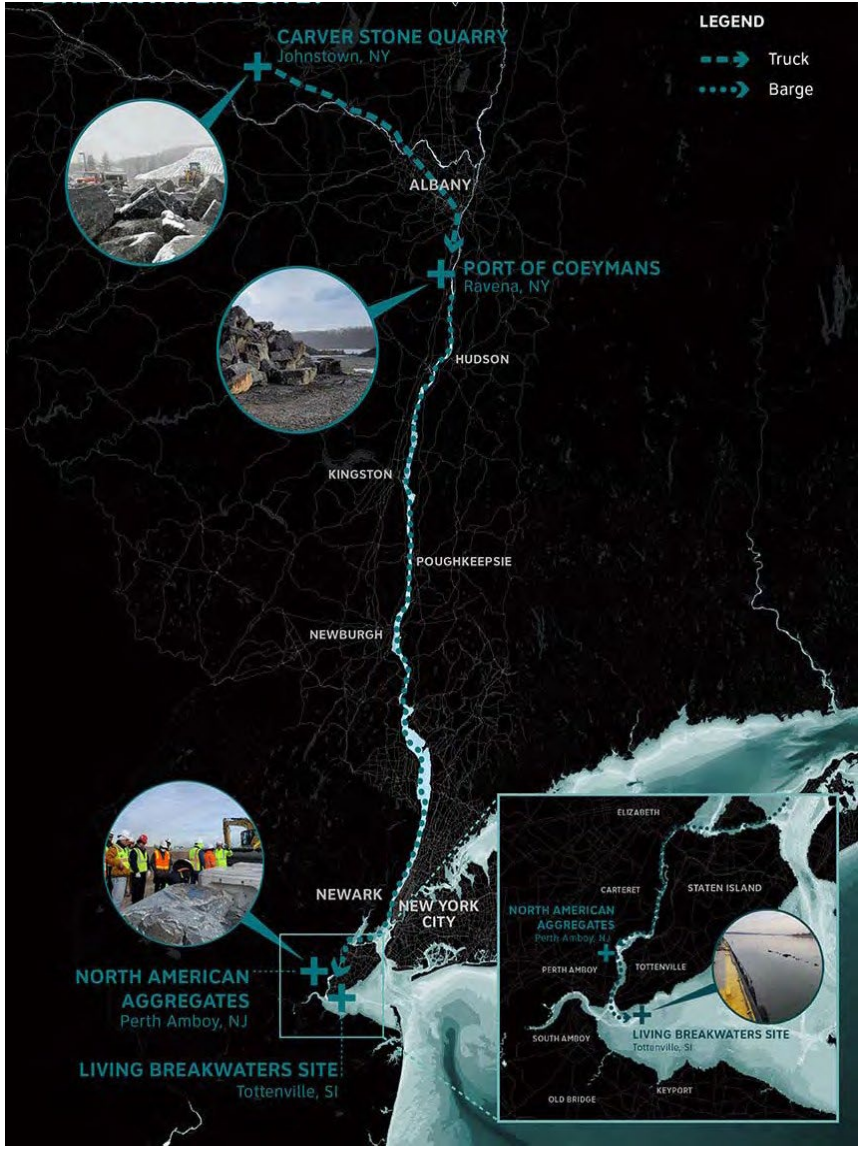 CARVER STONE QUARRY
Johnstown, NY
LEGEND
Truck
Barge
ALBANY
PORT OF COEYMANS
Ravena, NY
HUDSON
KINGSTON
POUGHKEEPSIE
NEWBURGH
NEWARK
NEW YORK
CITY
NORTH AMERICAN
AGGREGATES
Perth Amboy, NJ
LIVING BREAKWATERS SITE
Tottenville, SI
ELIZABETH
CARTERET
STATEN ISLAND
NORTH AMERICAN
AGGREGATES
Perth Amboy, NJ
PERTH AMBOY
TOTTENVILLE
LIVING BREAKWATERS SITE
Tottenville, SI
SOUTH AMBOY
KEYPORT
OLD BRIDGE